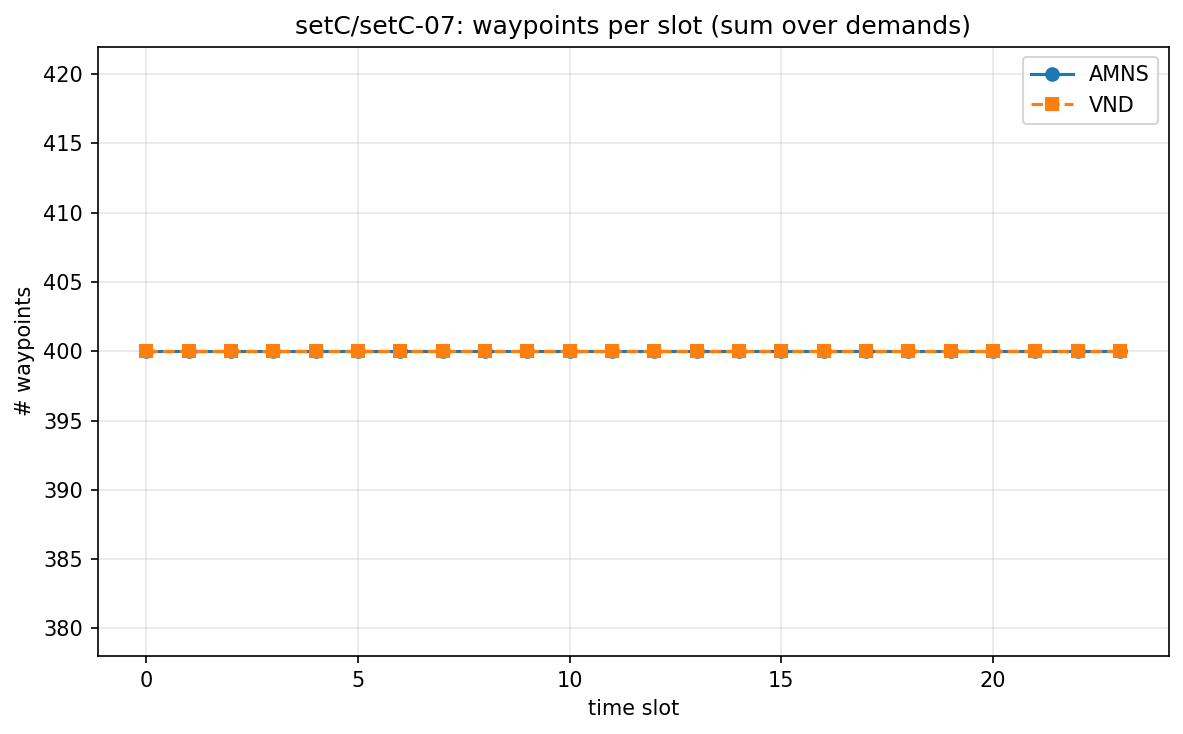 setC/setC-07: waypoints per slot (sum over demands)
AMNS
VND
420
415
410
405
400
395
390
385
380
# waypoints
0 5 10 15 20
time slot